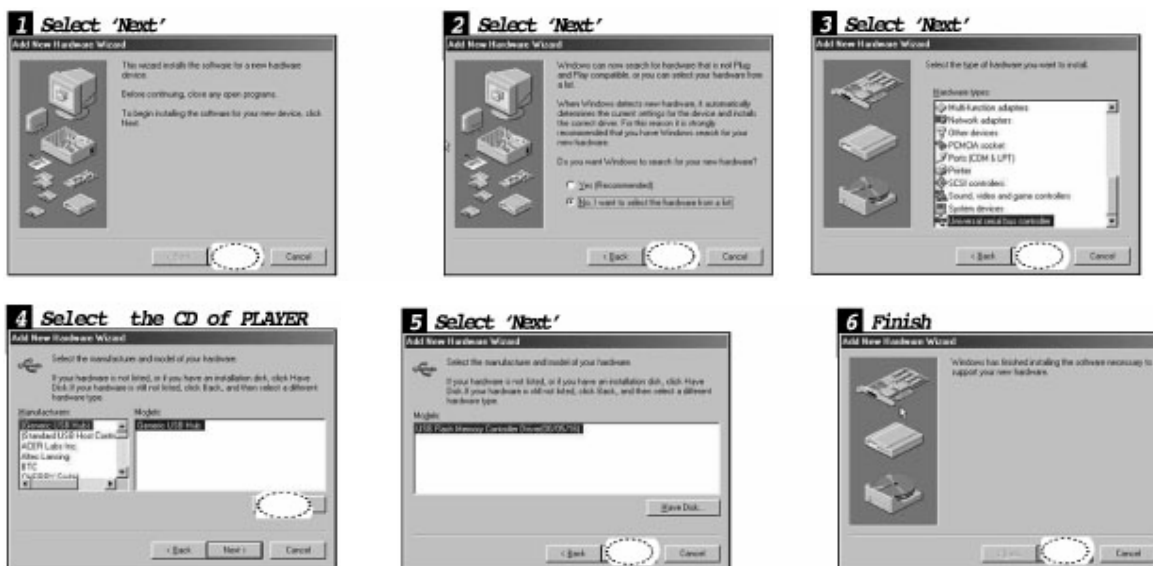 1 Select 'Next'
Add New Hardware Wizard
This wizard installs the software for a new hardware
device.
Before continuing, close any open programs.
To begin installing the software for your new device, click
Next.
Cancel
2 Select 'Next'
Add New Hardware Wizard
Windows can now search for hardware that is not Plug
and Play compatible, or you can select your hardware from
a list.
When Windows detects new hardware, it automatically
determines the current settings for the device and installs
the correct driver. For this reason it is strongly
recommended that you have Windows search for your
new hardware.
Do you want Windows to search for your new hardware?
Yes (Recommended)
No, I want to select the hardware from a list
< Back
Cancel
3 Select 'Next'
Add New Hardware Wizard
Select the type of hardware you want to install.
Hardware types:
Multi-function adapters
Network adapters
Other devices
PCMCIA socket
Ports (COM & LPT)
Printer
SCSI controllers
Sound, video and game controllers
System devices
Universal serial bus controller
< Back
Cancel
4 Select the CD of PLAYER
Add New Hardware Wizard
Select the manufacturer and model of your hardware.
If your hardware is not listed, or if you have an installation disk, click Have
Disk. If your hardware is still not listed, click Back, and then select a different
hardware type.
Manufacturers:
(Generic USB Hub)
(Standard USB Host Contro
ACER Labs Inc.
Altec Lansing
BTC
Models:
Generic USB Hub
< Back
Next >
Cancel
5 Select 'Next'
Add New Hardware Wizard
Select the manufacturer and model of your hardware.
If your hardware is not listed, or if you have an installation disk, click Have
Disk. If your hardware is still not listed, click Back, and then select a different
hardware type.
Models:
USB Flash Memory Controller Driver
Have Disk...
< Back
Cancel
6 Finish
Add New Hardware Wizard
Windows has finished installing the software necessary to
support your new hardware.
Cancel